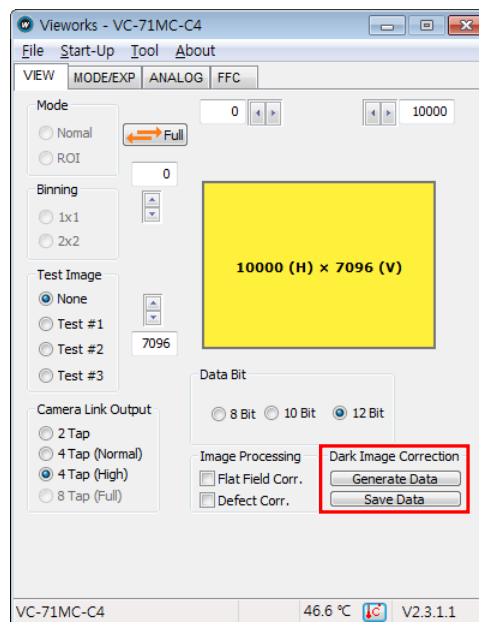 Vieworks - VC-71MC-C4
File Start-Up Tool About
VIEW MODE/EXP ANALOG FFC
Mode
0
10000
Nomal
Full
ROI
0
Binning
1x1
2x2
10000 (H) × 7096 (V)
Test Image
None
Test #1
Test #2
7096
Test #3
Data Bit
8 Bit 10 Bit 12 Bit
Camera Link Output
2 Tap
4 Tap (Normal)
4 Tap (High)
8 Tap (Full)
Image Processing
Flat Field Corr.
Defect Corr.
Dark Image Correction
Generate Data
Save Data
VC-71MC-C4 46.6 ℃ C V2.3.1.1